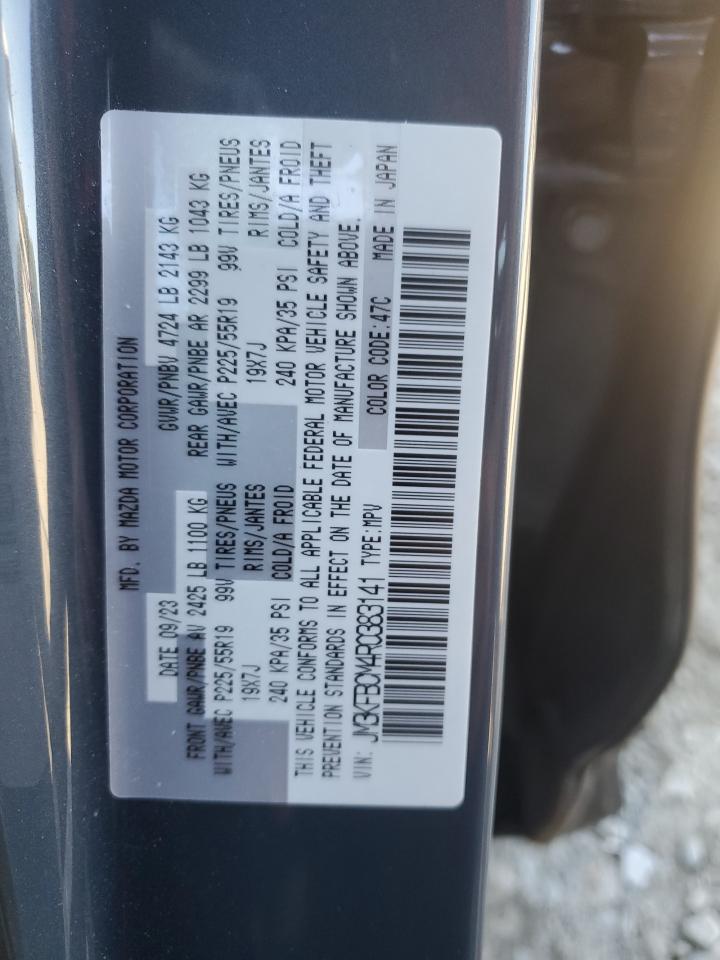 MFD. BY MAZDA MOTOR CORPORATION
DATE 09/23 GVWR/PNBV 4724 LB 2143 KG
FRONT GAWR/PNBE AV 2425 LB 1100 KG REAR GAWR/PNBE AR 2299 LB 1043 KG
WITH/AVEC P225/55R19 99V TIRES/PNEUS WITH/AVEC P225/55R19 99V TIRES/PNEUS
19X7J RIMS/JANTES 19X7J RIMS/JANTES
240 KPA/35 PSI COLD/A FROID 240 KPA/35 PSI COLD/A FROID
THIS VEHICLE CONFORMS TO ALL APPLICABLE FEDERAL MOTOR VEHICLE SAFETY AND THEFT
PREVENTION STANDARDS IN EFFECT ON THE DATE OF MANUFACTURE SHOWN ABOVE.
VIN: JM3KFBCM4R0383141 TYPE:MPV COLOR CODE:47C MADE IN JAPAN